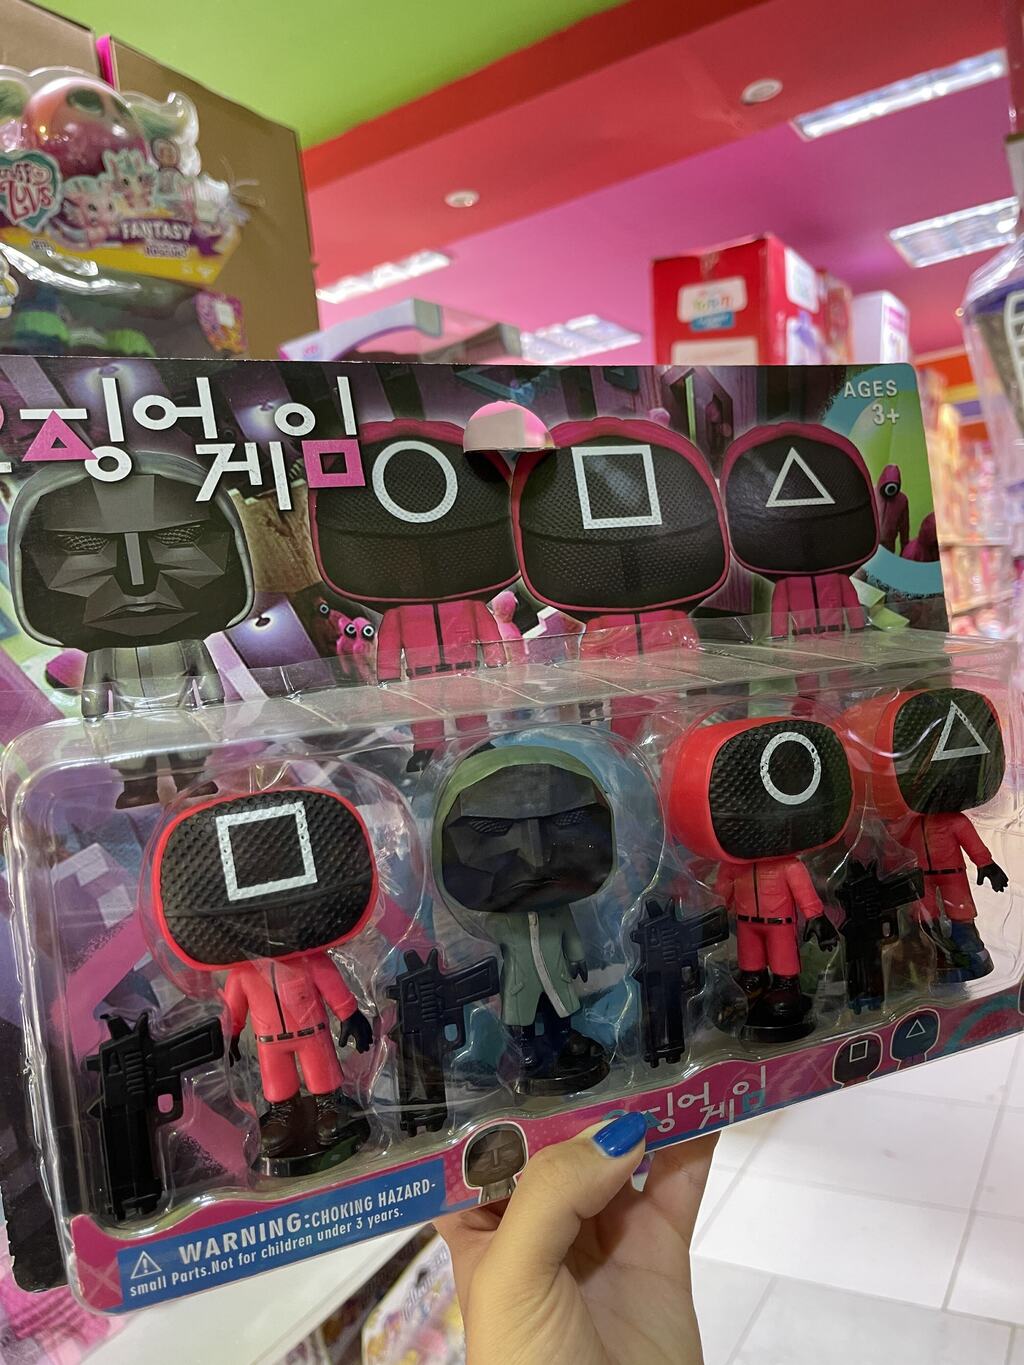 LUVS
FANTASY
오징어
게임
AGES
3+
오징어
게임
WARNING:CHOKING HAZARD-
small Parts.Not for children under 3 years.